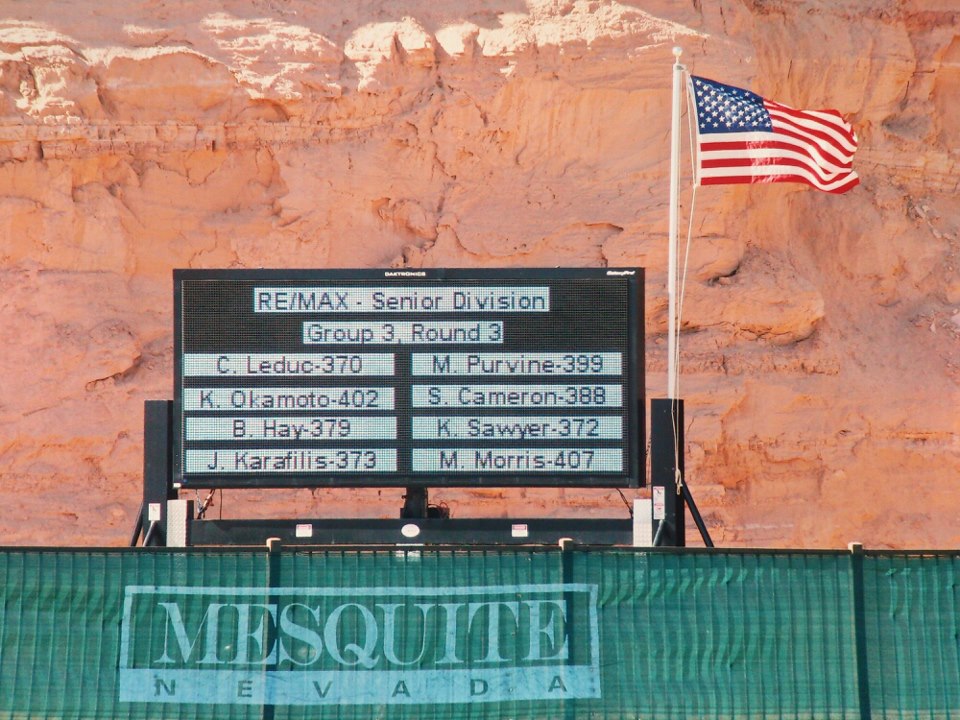 DAKTRONICS
RE/MAX - Senior Division
Group 3, Round 3
C. Leduc-370 M. Purvine-399
K. Okamoto-402 S. Cameron-388
B. Hay-379 K. Sawyer-372
J. Karafilis-373 M. Morris-407
MESQUITE
NEVADA